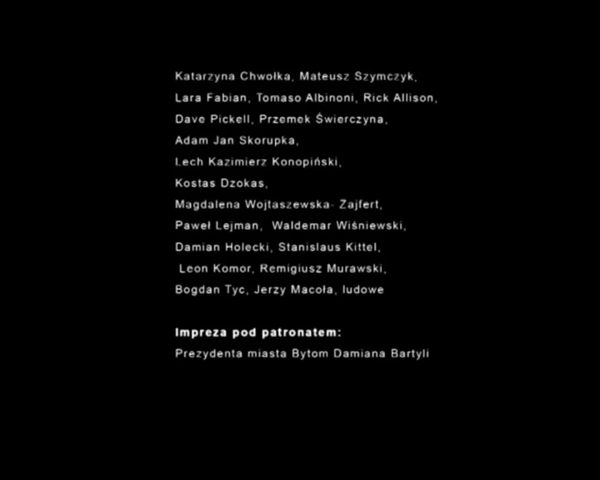 Katarzyna Chwołka, Mateusz Szymczyk,
Lara Fabian, Tomaso Albinoni, Rick Allison,
Dave Pickell, Przemek Świerczyna,
Adam Jan Skorupka,
Lech Kazimierz Konopiński,
Kostas Dzokas,
Magdalena Wojtaszewska- Zajfert,
Paweł Lejman, Waldemar Wiśniewski,
Damian Holecki, Stanislaus Kittel,
Leon Komor, Remigiusz Murawski,
Bogdan Tyc, Jerzy Macoła, ludowe
Impreza pod patronatem:
Prezydenta miasta Bytom Damiana Bartyli